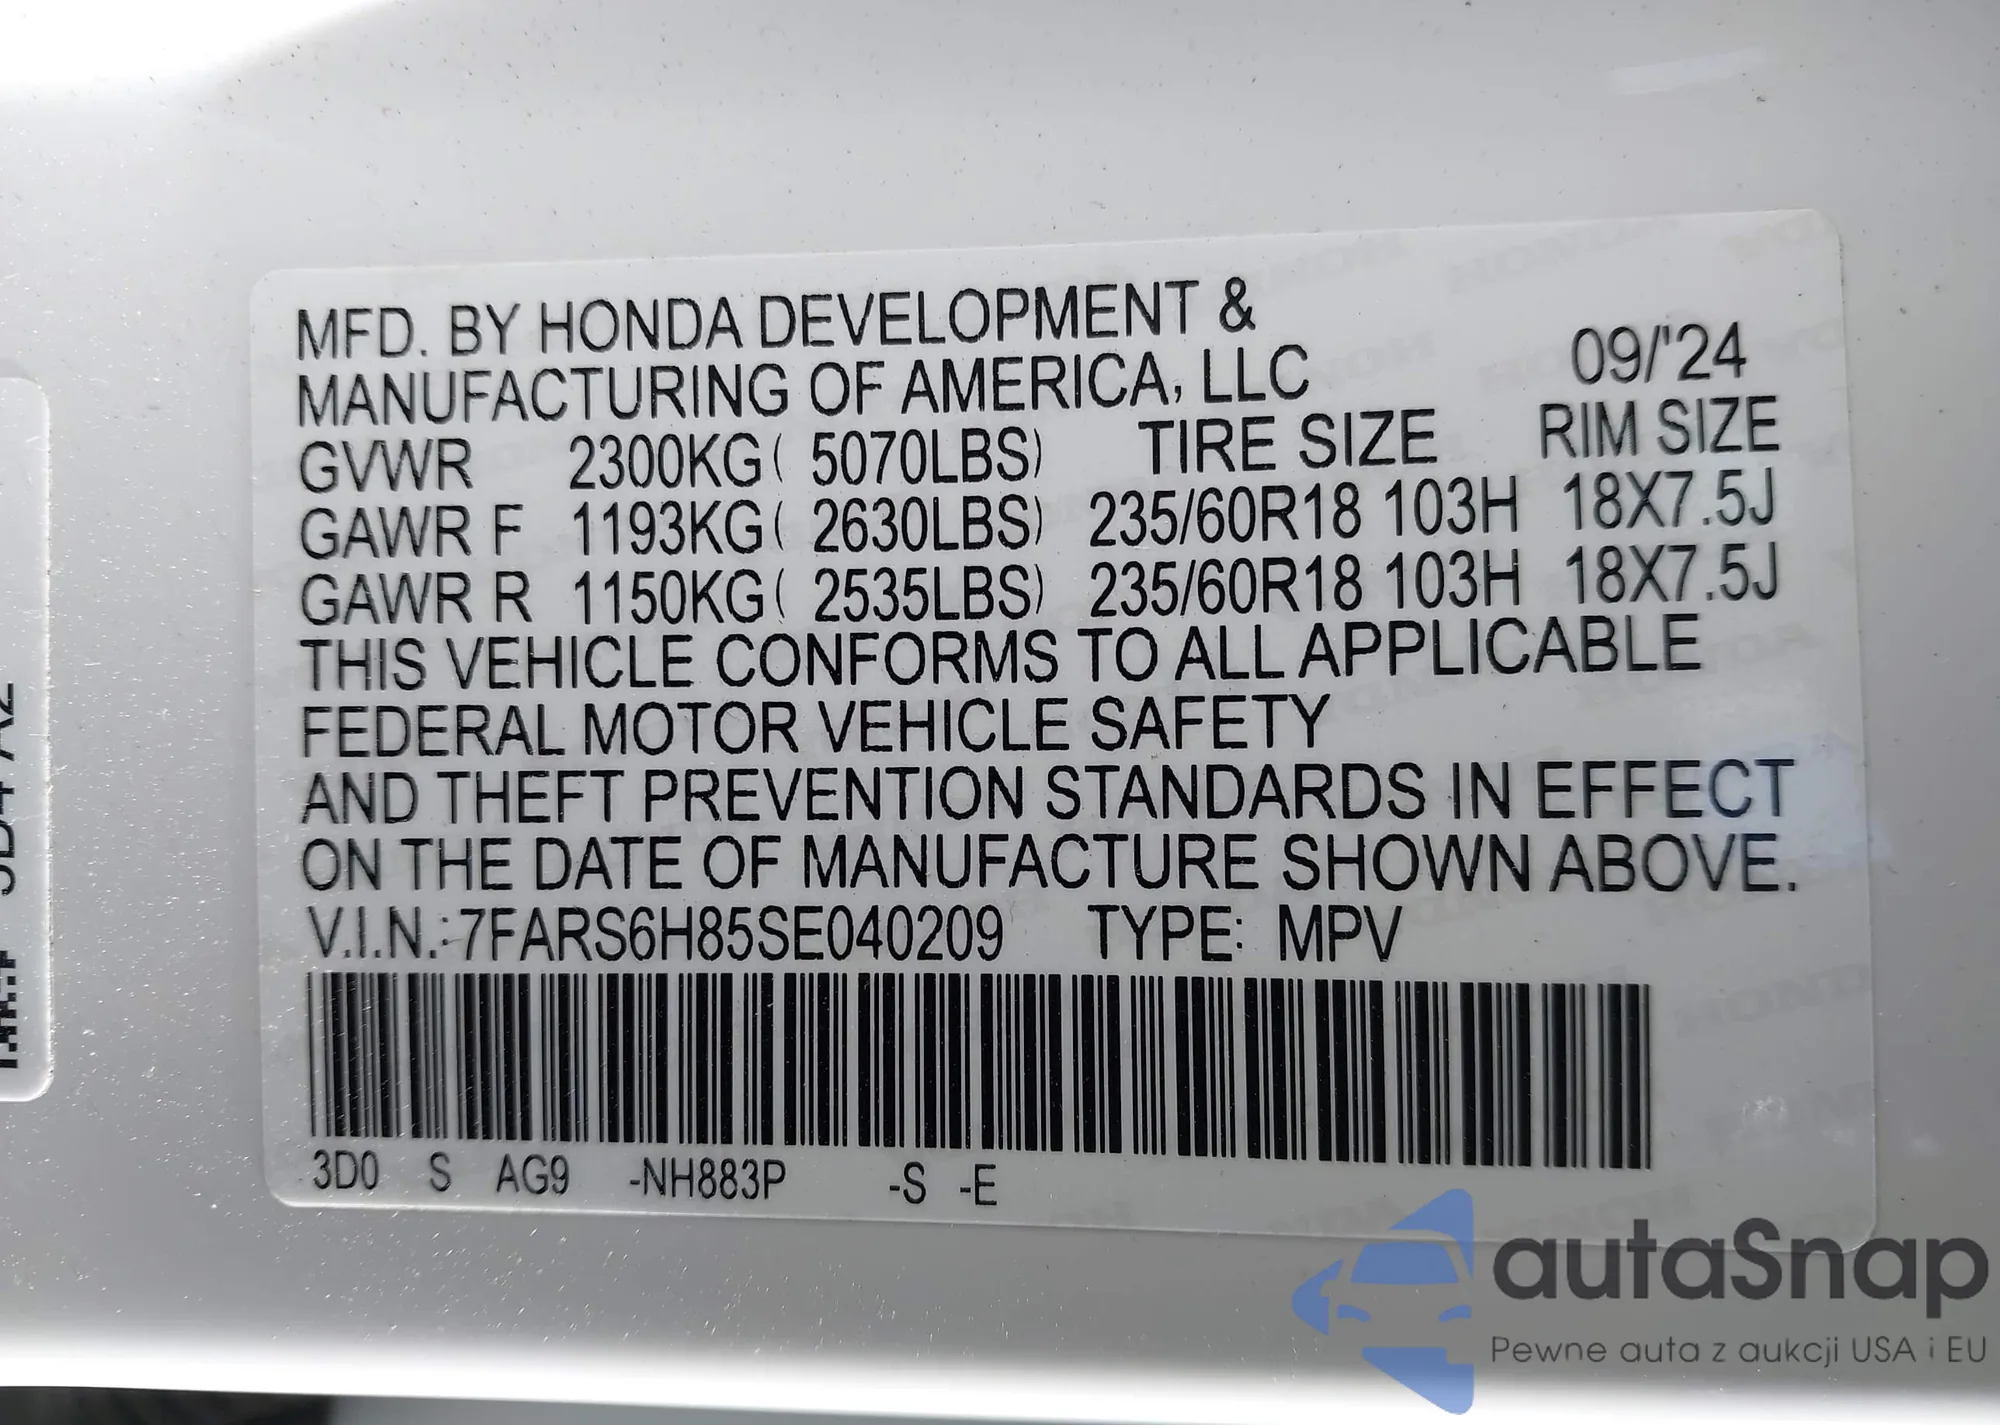 MFD. BY HONDA DEVELOPMENT &
MANUFACTURING OF AMERICA, LLC 09/'24
GVWR 2300KG( 5070LBS) TIRE SIZE RIM SIZE
GAWR F 1193KG( 2630LBS) 235/60R18 103H 18X7.5J
GAWR R 1150KG( 2535LBS) 235/60R18 103H 18X7.5J
THIS VEHICLE CONFORMS TO ALL APPLICABLE
FEDERAL MOTOR VEHICLE SAFETY
AND THEFT PREVENTION STANDARDS IN EFFECT
ON THE DATE OF MANUFACTURE SHOWN ABOVE.
V.I.N.:7FARS6H85SE040209 TYPE: MPV
3D0 S AG9 -NH883P -S -E
autaSnap
Pewne auta z aukcji USA i EU